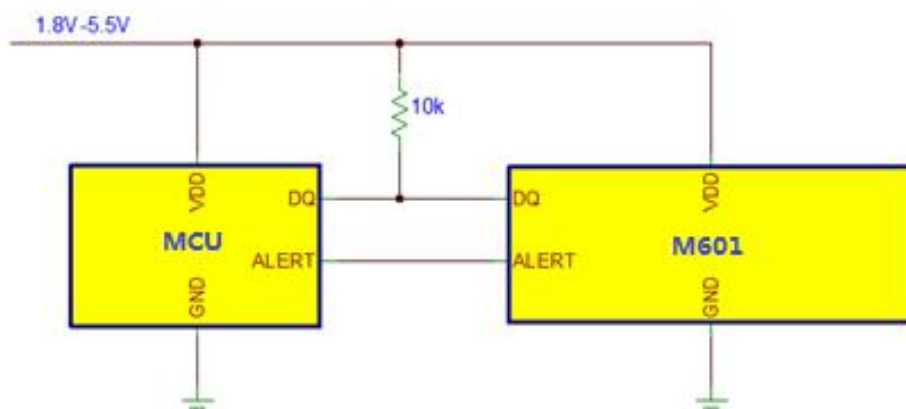 1.8V-5.5V
10k
VDD
DQ
MCU
ALERT
GND
VDD
DQ
M601
ALERT
GND